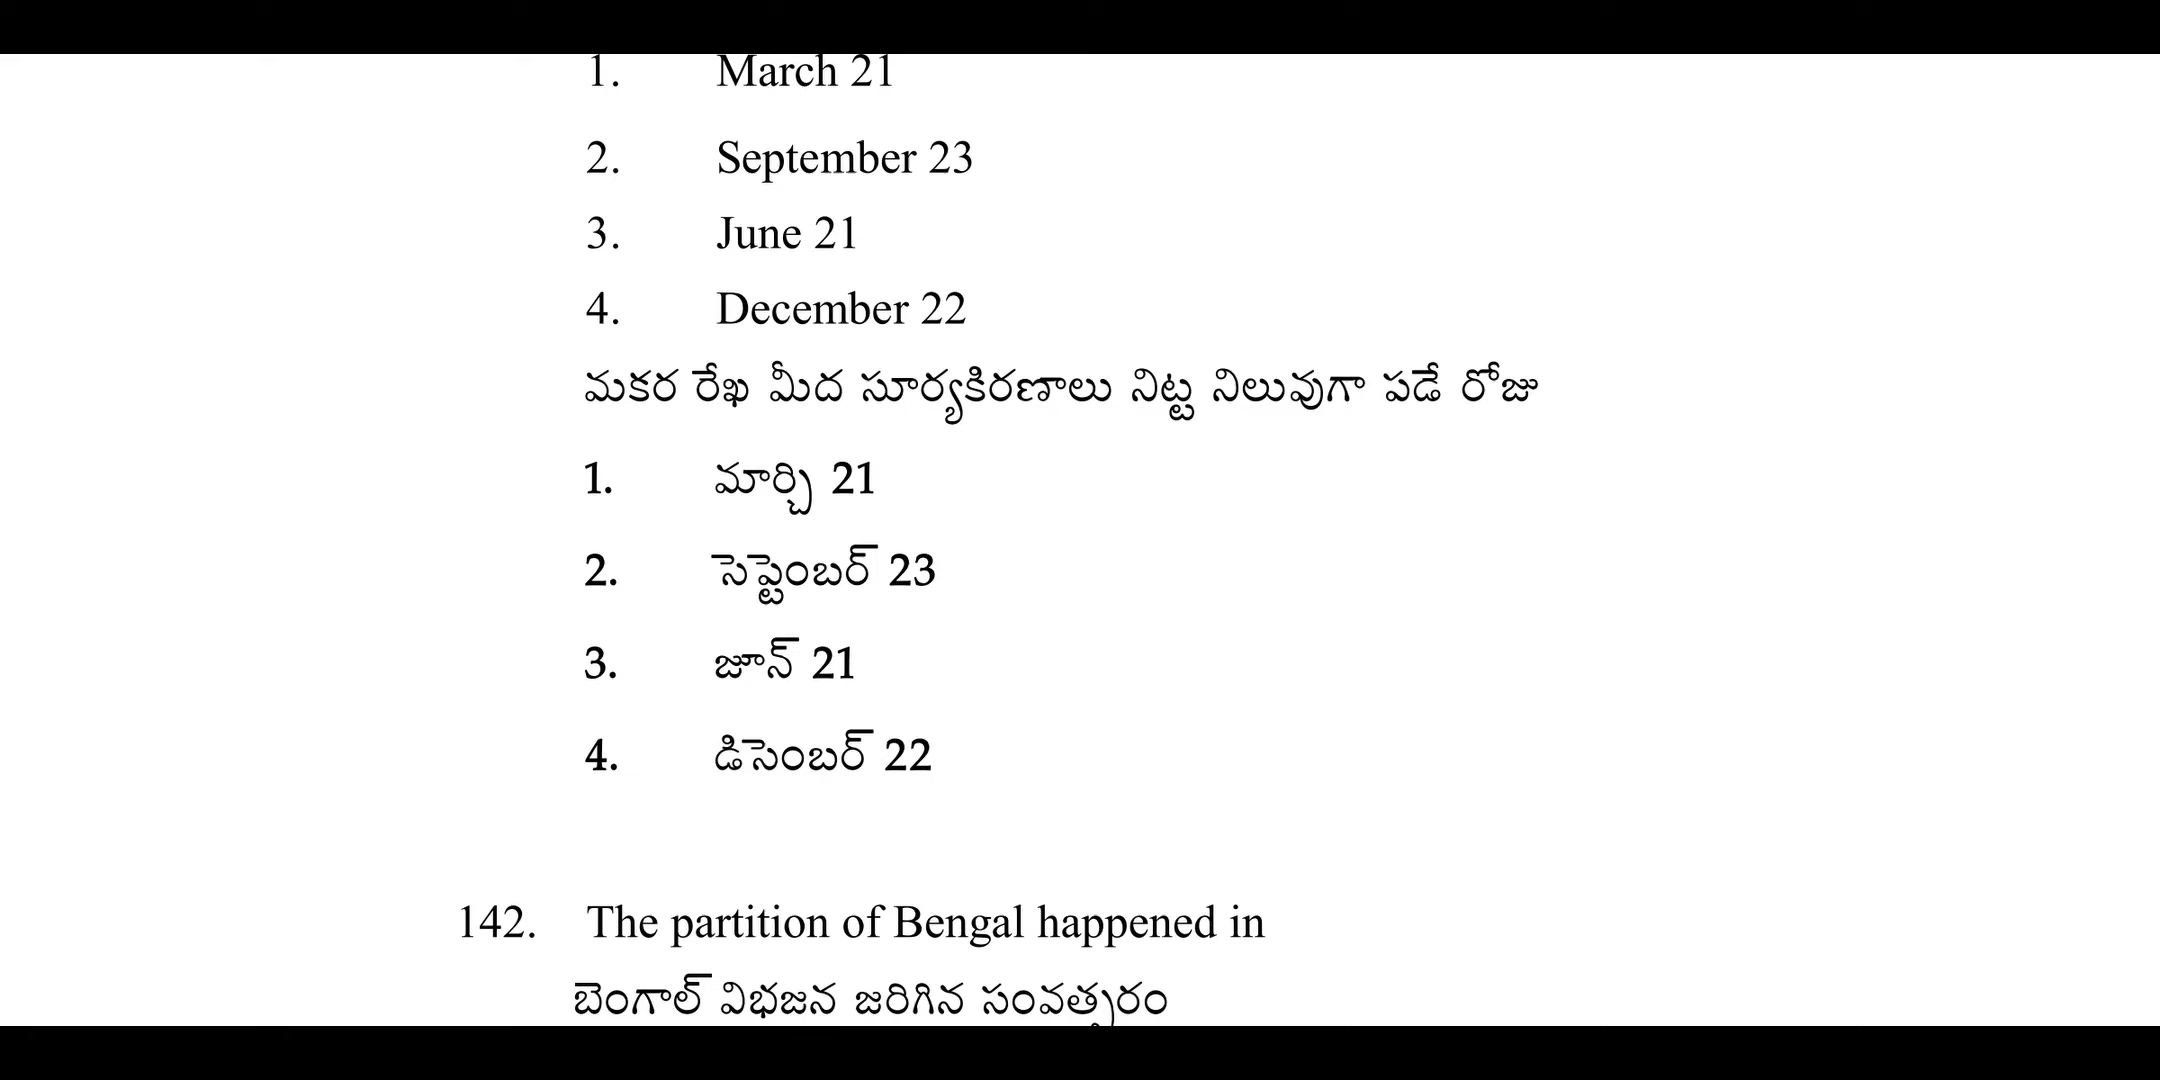 1. March 21
2. September 23
3. June 21
4. December 22
మకర రేఖ మీద సూర్యకిరణాలు నిట్ట నిలువుగా పడే రోజు
1. మార్చి 21
2. సెప్టెంబర్ 23
3. జూన్ 21
4. డిసెంబర్ 22
142. The partition of Bengal happened in
బెంగాల్ విభజన జరిగిన సంవత్సరం